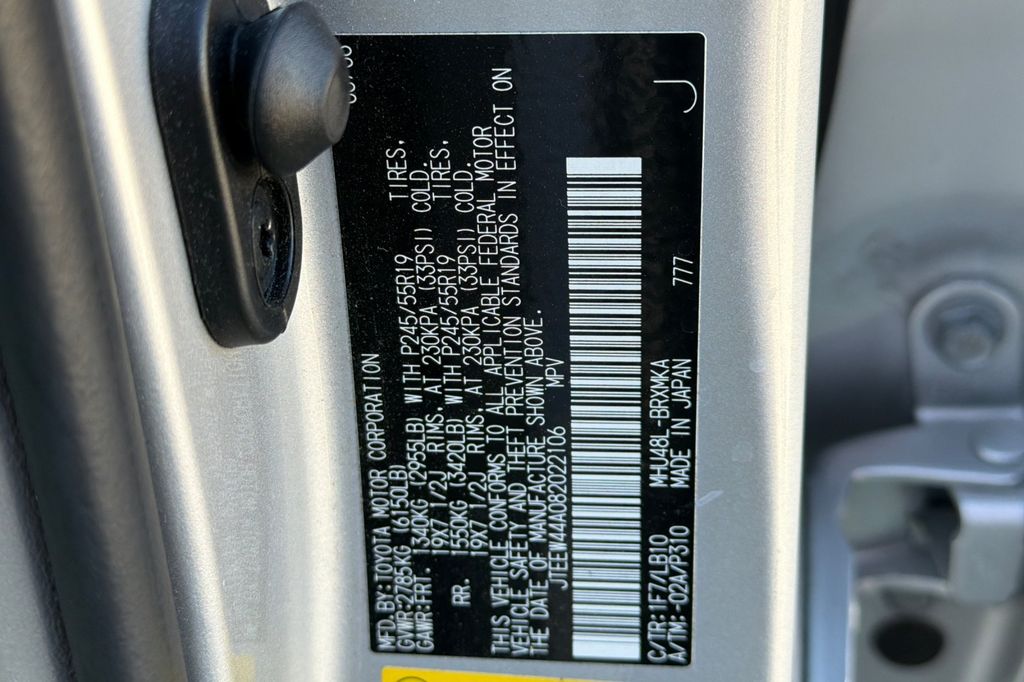 MFD. BY: TOYOTA MOTOR CORPORATION
GVWR: 2785KG (6150LB)
GAWR: FRT. 1340KG (2955LB) WITH P245/55R19 TIRES,
19X7 1/2J RIMS, AT 230KPA (33PSI) COLD.
RR. 1550KG (3420LB) WITH P245/55R19 TIRES,
19X7 1/2J RIMS, AT 230KPA (33PSI) COLD.
THIS VEHICLE CONFORMS TO ALL APPLICABLE FEDERAL MOTOR
VEHICLE SAFETY AND THEFT PREVENTION STANDARDS IN EFFECT ON
THE DATE OF MANUFACTURE SHOWN ABOVE.
JTEEW44A082022106 MPV
C/TR: 1F7/LB10 MHU48L-BRXMKA 777 J
A/TM: -02A/P310 MADE IN JAPAN